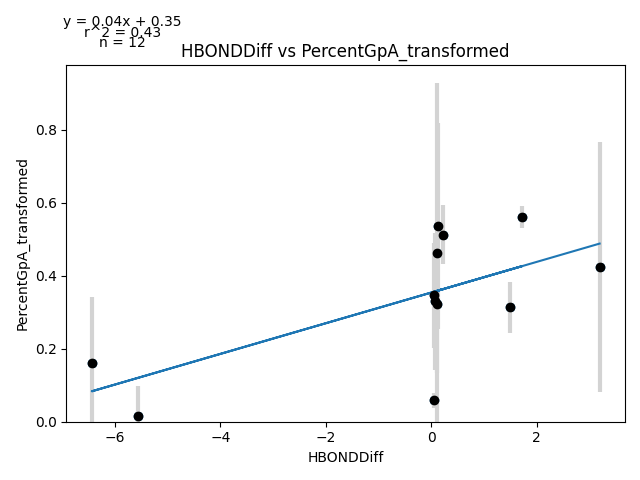 y = 0.04x + 0.35
r^2 = 0.43
n = 12
HBONDDiff vs PercentGpA_transformed
PercentGpA_transformed
0.8
0.6
0.4
0.2
0.0
−6
−4
−2
0
2
HBONDDiff